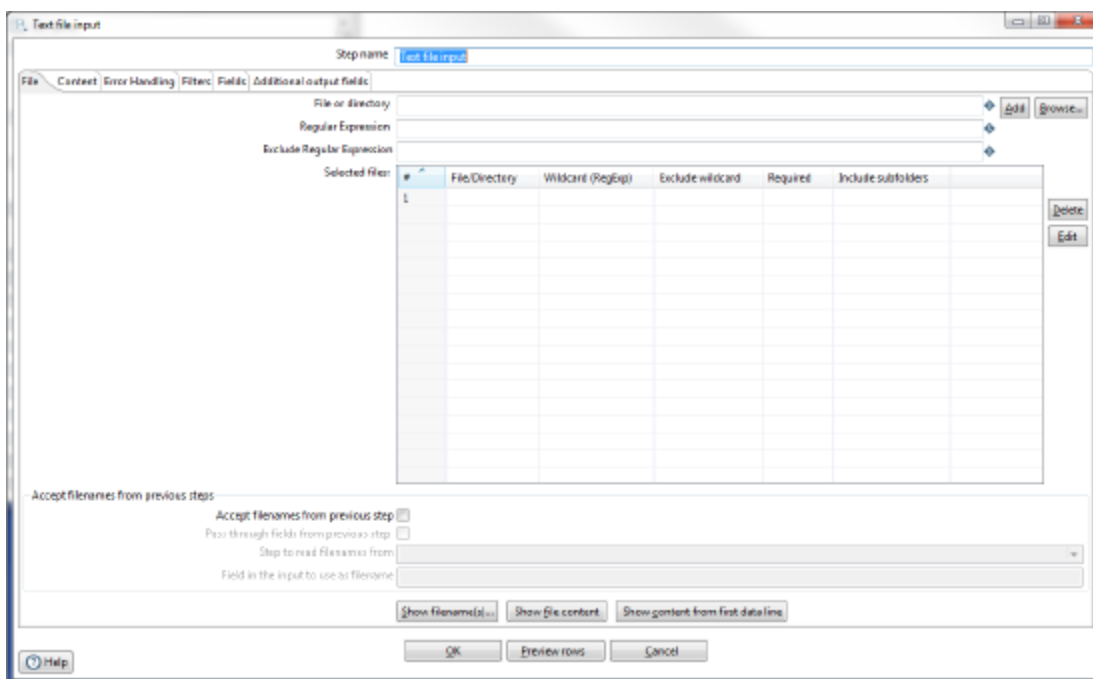 Text file input
Step name Text file input
File Content Error Handling Filters Fields Additional output fields
File or directory Add Browse...
Regular Expression
Exclude Regular Expression
Selected files: # File/Directory Wildcard (RegExp) Exclude wildcard Required Include subfolders
1
Delete
Edit
Accept filenames from previous steps
Accept filenames from previous step
Pass through fields from previous step
Step to read filenames from
Field in the input to use as filename
Show filename(s)... Show file content Show content from first data line
OK Preview rows Cancel
Help